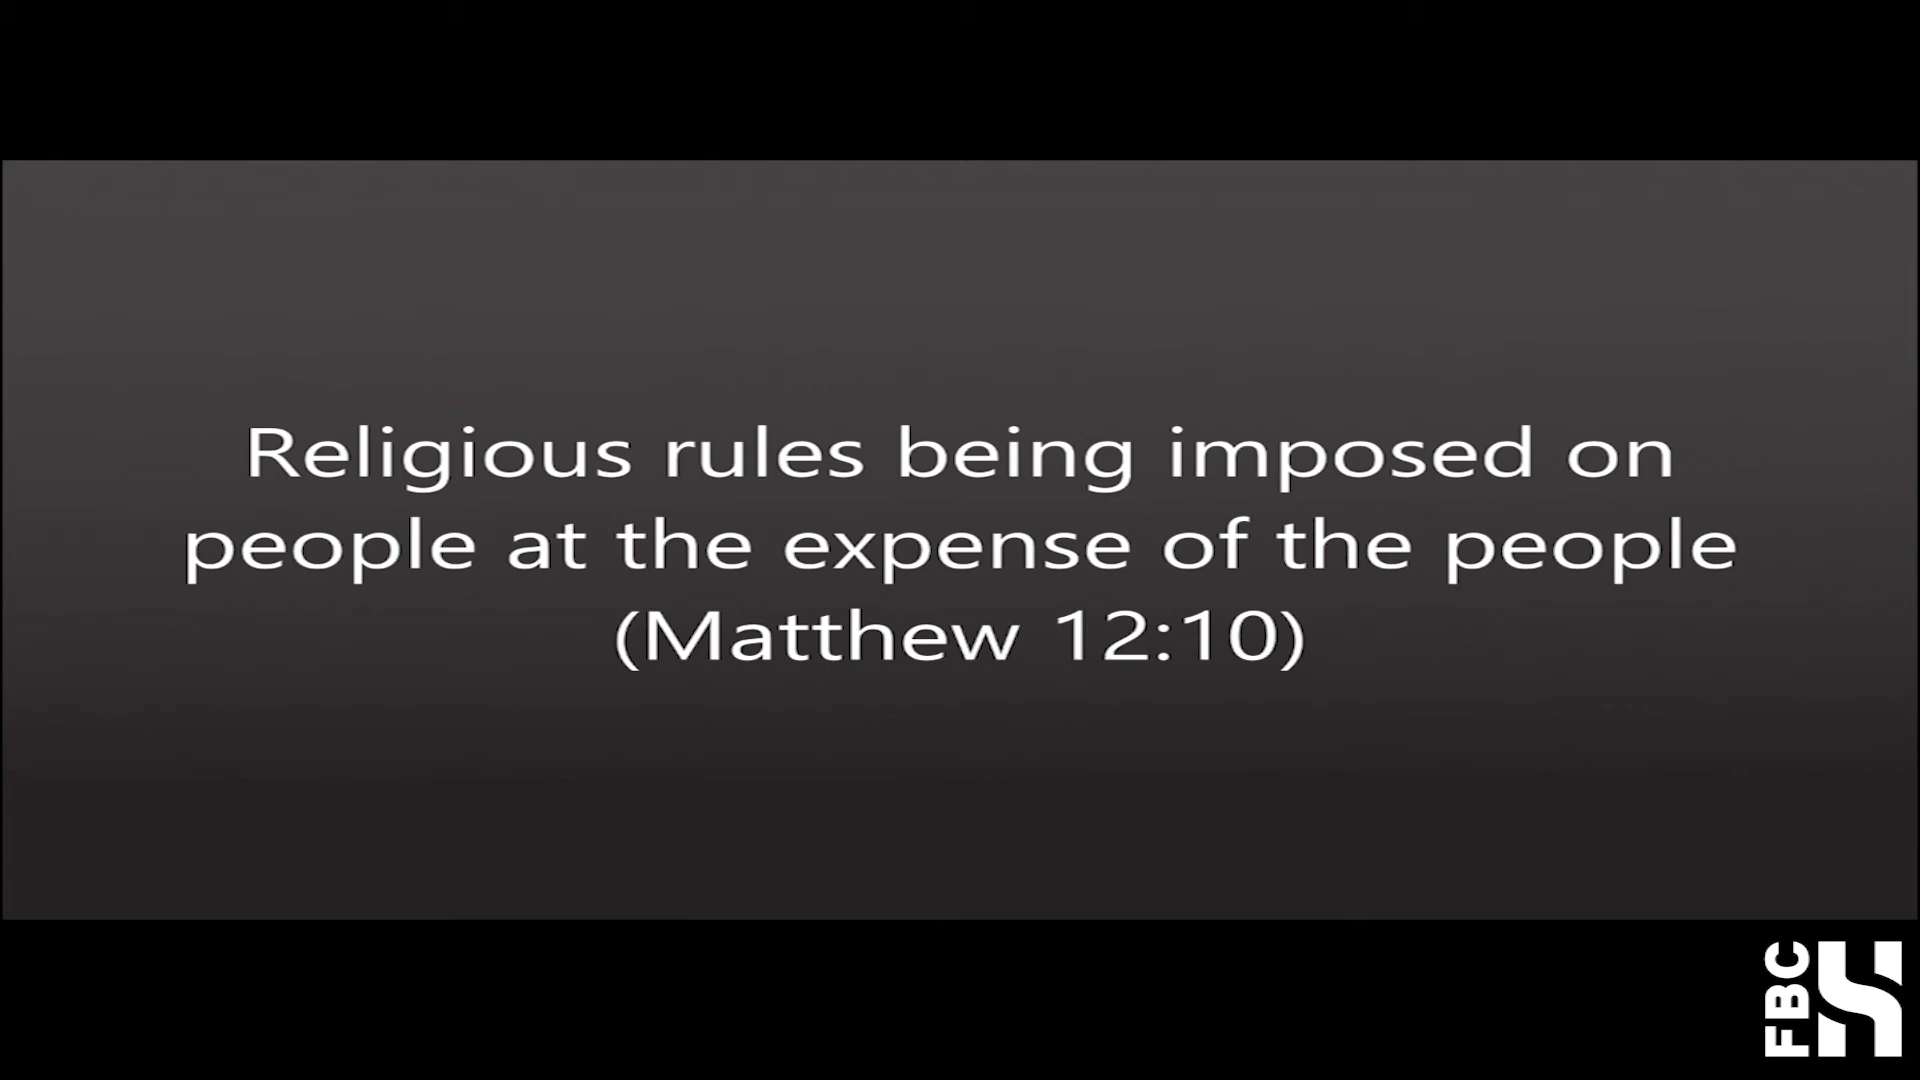 Religious rules being imposed on
people at the expense of the people
(Matthew 12:10)
FBC